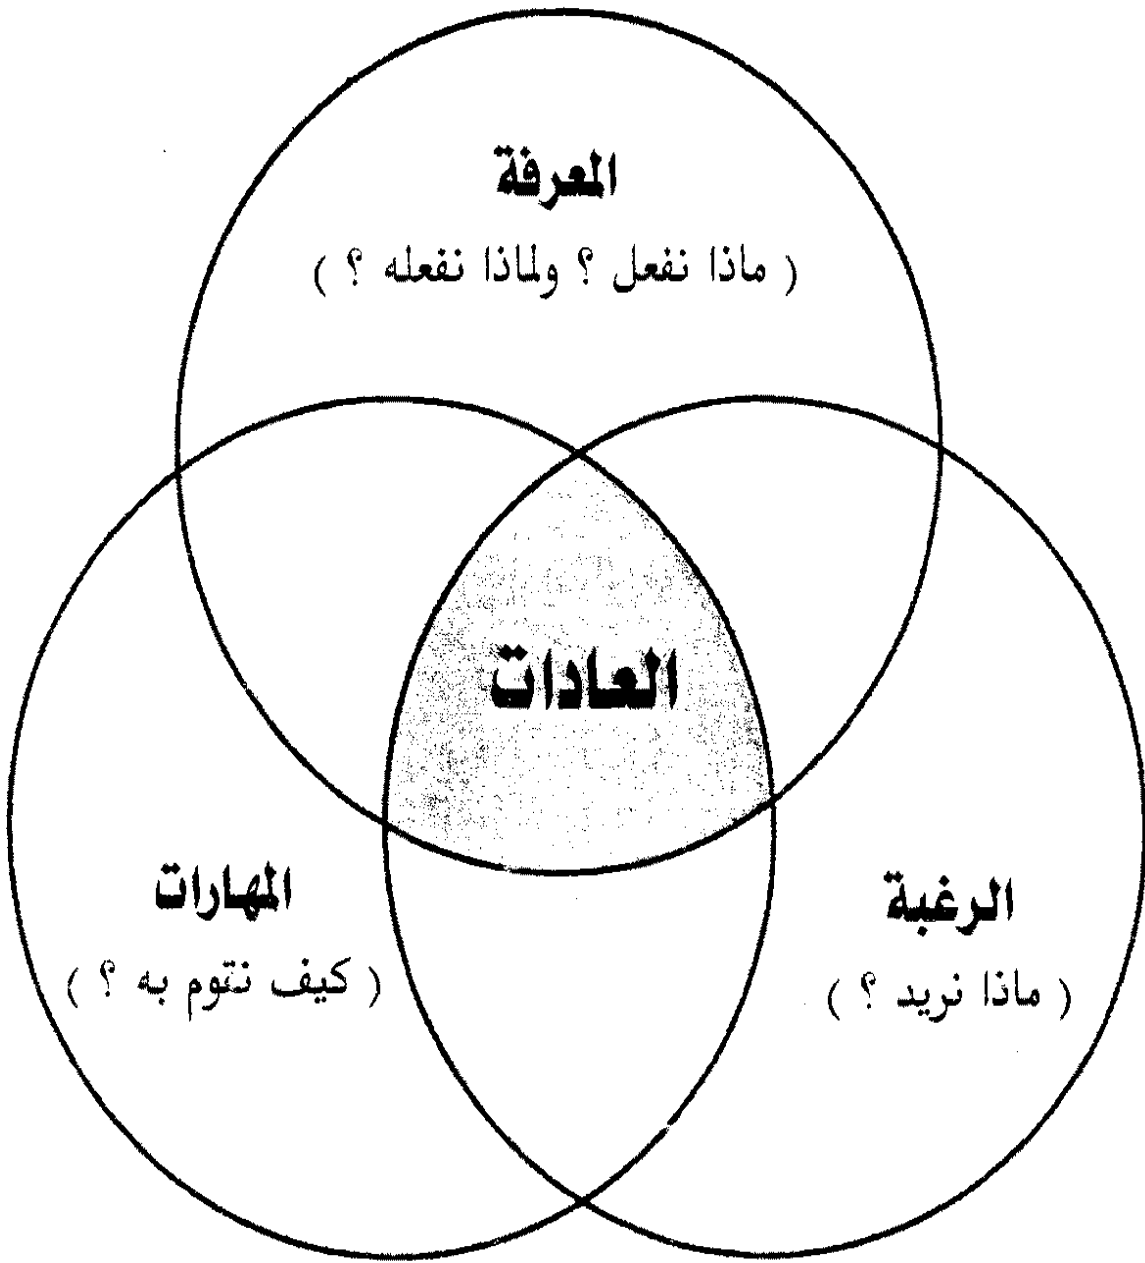 المعرفة
( ماذا نفعل ؟ ولماذا نفعله ؟ )
العادات
المهارات
( كيف نقوم به ؟ )
الرغبة
( ماذا نريد ؟ )